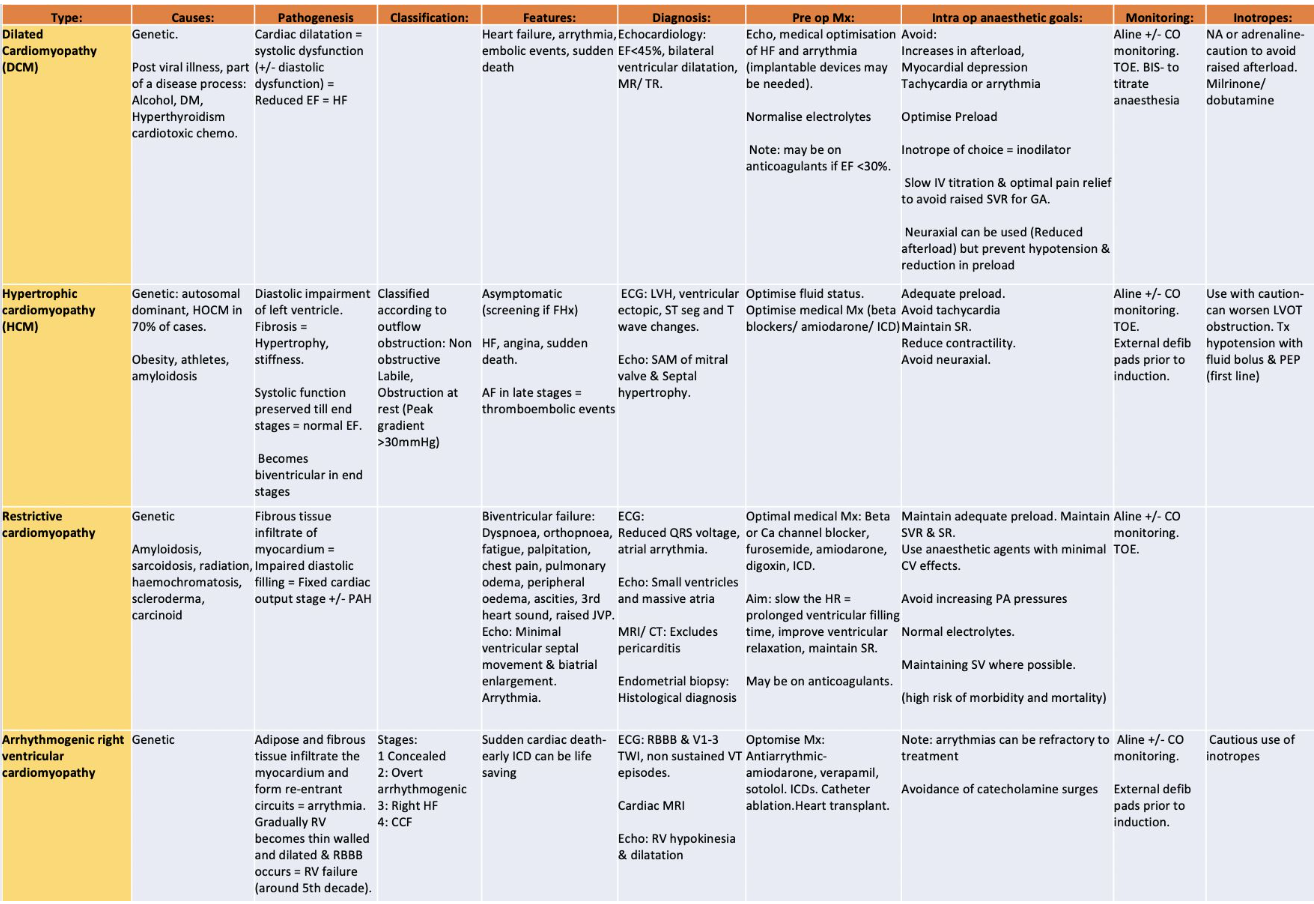 Type:
Causes:
Pathogenesis
Classification:
Features:
Diagnosis:
Pre op Mx:
Intra op anaesthetic goals:
Monitoring:
Inotropes:
Dilated
Cardiomyopathy
(DCM)
Genetic.
Post viral illness, part
of a disease process:
Alcohol, DM,
Hyperthyroidism
cardiotoxic chemo.
Cardiac dilatation =
systolic dysfunction
(+/- diastolic
dysfunction) =
Reduced EF = HF
Heart failure, arrythmia,
embolic events, sudden
death
Echocardiology:
EF<45%, bilateral
ventricular dilatation,
MR/ TR.
Echo, medical optimisation
of HF and arrythmia
(implantable devices may
be needed).
Normalise electrolytes
Note: may be on
anticoagulants if EF <30%.
Avoid:
Increases in afterload,
Myocardial depression
Tachycardia or arrythmia
Optimise Preload
Inotrope of choice = inodilator
Slow IV titration & optimal pain relief
to avoid raised SVR for GA.
Neuraxial can be used (Reduced
afterload) but prevent hypotension &
reduction in preload
Aline +/- CO
monitoring.
TOE. BIS- to
titrate
anaesthesia
NA or adrenaline-
caution to avoid
raised afterload.
Milrinone/
dobutamine
Hypertrophic
cardiomyopathy
(HCM)
Genetic: autosomal
dominant, HOCM in
70% of cases.
Obesity, athletes,
amyloidosis
Diastolic impairment
of left ventricle.
Fibrosis =
Hypertrophy,
stiffness.
Systolic function
preserved till end
stages = normal EF.
Becomes
biventricular in end
stages
Classified
according to
outflow
obstruction: Non
obstructive
Labile,
Obstruction at
rest (Peak
gradient
>30mmHg)
Asymptomatic
(screening if FHx)
HF, angina, sudden
death.
AF in late stages =
thromboembolic events
ECG: LVH, ventricular
ectopic, ST seg and T
wave changes.
Echo: SAM of mitral
valve & Septal
hypertrophy.
Optimise fluid status.
Optimise medical Mx (beta
blockers/ amiodarone/ ICD)
Adequate preload.
Avoid tachycardia
Maintain SR.
Reduce contractility.
Avoid neuraxial.
Aline +/- CO
monitoring.
TOE.
External defib
pads prior to
induction.
Use with caution-
can worsen LVOT
obstruction. Tx
hypotension with
fluid bolus & PEP
(first line)
Restrictive
cardiomyopathy
Genetic
Amyloidosis,
sarcoidosis, radiation,
haemochromatosis,
scleroderma,
carcinoid
Fibrous tissue
infiltrate of
myocardium =
Impaired diastolic
filling = Fixed cardiac
output stage +/- PAH
Biventricular failure:
Dyspnoea, orthopnoea,
fatigue, palpitation,
chest pain, pulmonary
odema, peripheral
oedema, ascities, 3rd
heart sound, raised JVP.
Echo: Minimal
ventricular septal
movement & biatrial
enlargement.
Arrythmia.
ECG:
Reduced QRS voltage,
atrial arrythmia.
Echo: Small ventricles
and massive atria
MRI/ CT: Excludes
pericarditis
Endometrial biopsy:
Histological diagnosis
Optimal medical Mx: Beta
or Ca channel blocker,
furosemide, amiodarone,
digoxin, ICD.
Aim: slow the HR =
prolonged ventricular filling
time, improve ventricular
relaxation, maintain SR.
May be on anticoagulants.
Maintain adequate preload. Maintain
SVR & SR.
Use anaesthetic agents with minimal
CV effects.
Avoid increasing PA pressures
Normal electrolytes.
Maintaining SV where possible.
(high risk of morbidity and mortality)
Aline +/- CO
monitoring.
TOE.
Arrhythmogenic right
ventricular
cardiomyopathy
Genetic
Adipose and fibrous
tissue infiltrate the
myocardium and
form re-entrant
circuits = arrythmia.
Gradually RV
becomes thin walled
and dilated & RBBB
occurs = RV failure
(around 5th decade).
Stages:
1 Concealed
2: Overt
arrhythmogenic
3: Right HF
4: CCF
Sudden cardiac death-
early ICD can be life
saving
ECG: RBBB & V1-3
TWI, non sustained VT
episodes.
Cardiac MRI
Echo: RV hypokinesia
& dilatation
Optomise Mx:
Antiarrythmic-
amiodarone, verapamil,
sotolol. ICDs. Catheter
ablation.Heart transplant.
Note: arrythmias can be refractory to
treatment
Avoidance of catecholamine surges
Aline +/- CO
monitoring.
External defib
pads prior to
induction.
Cautious use of
inotropes